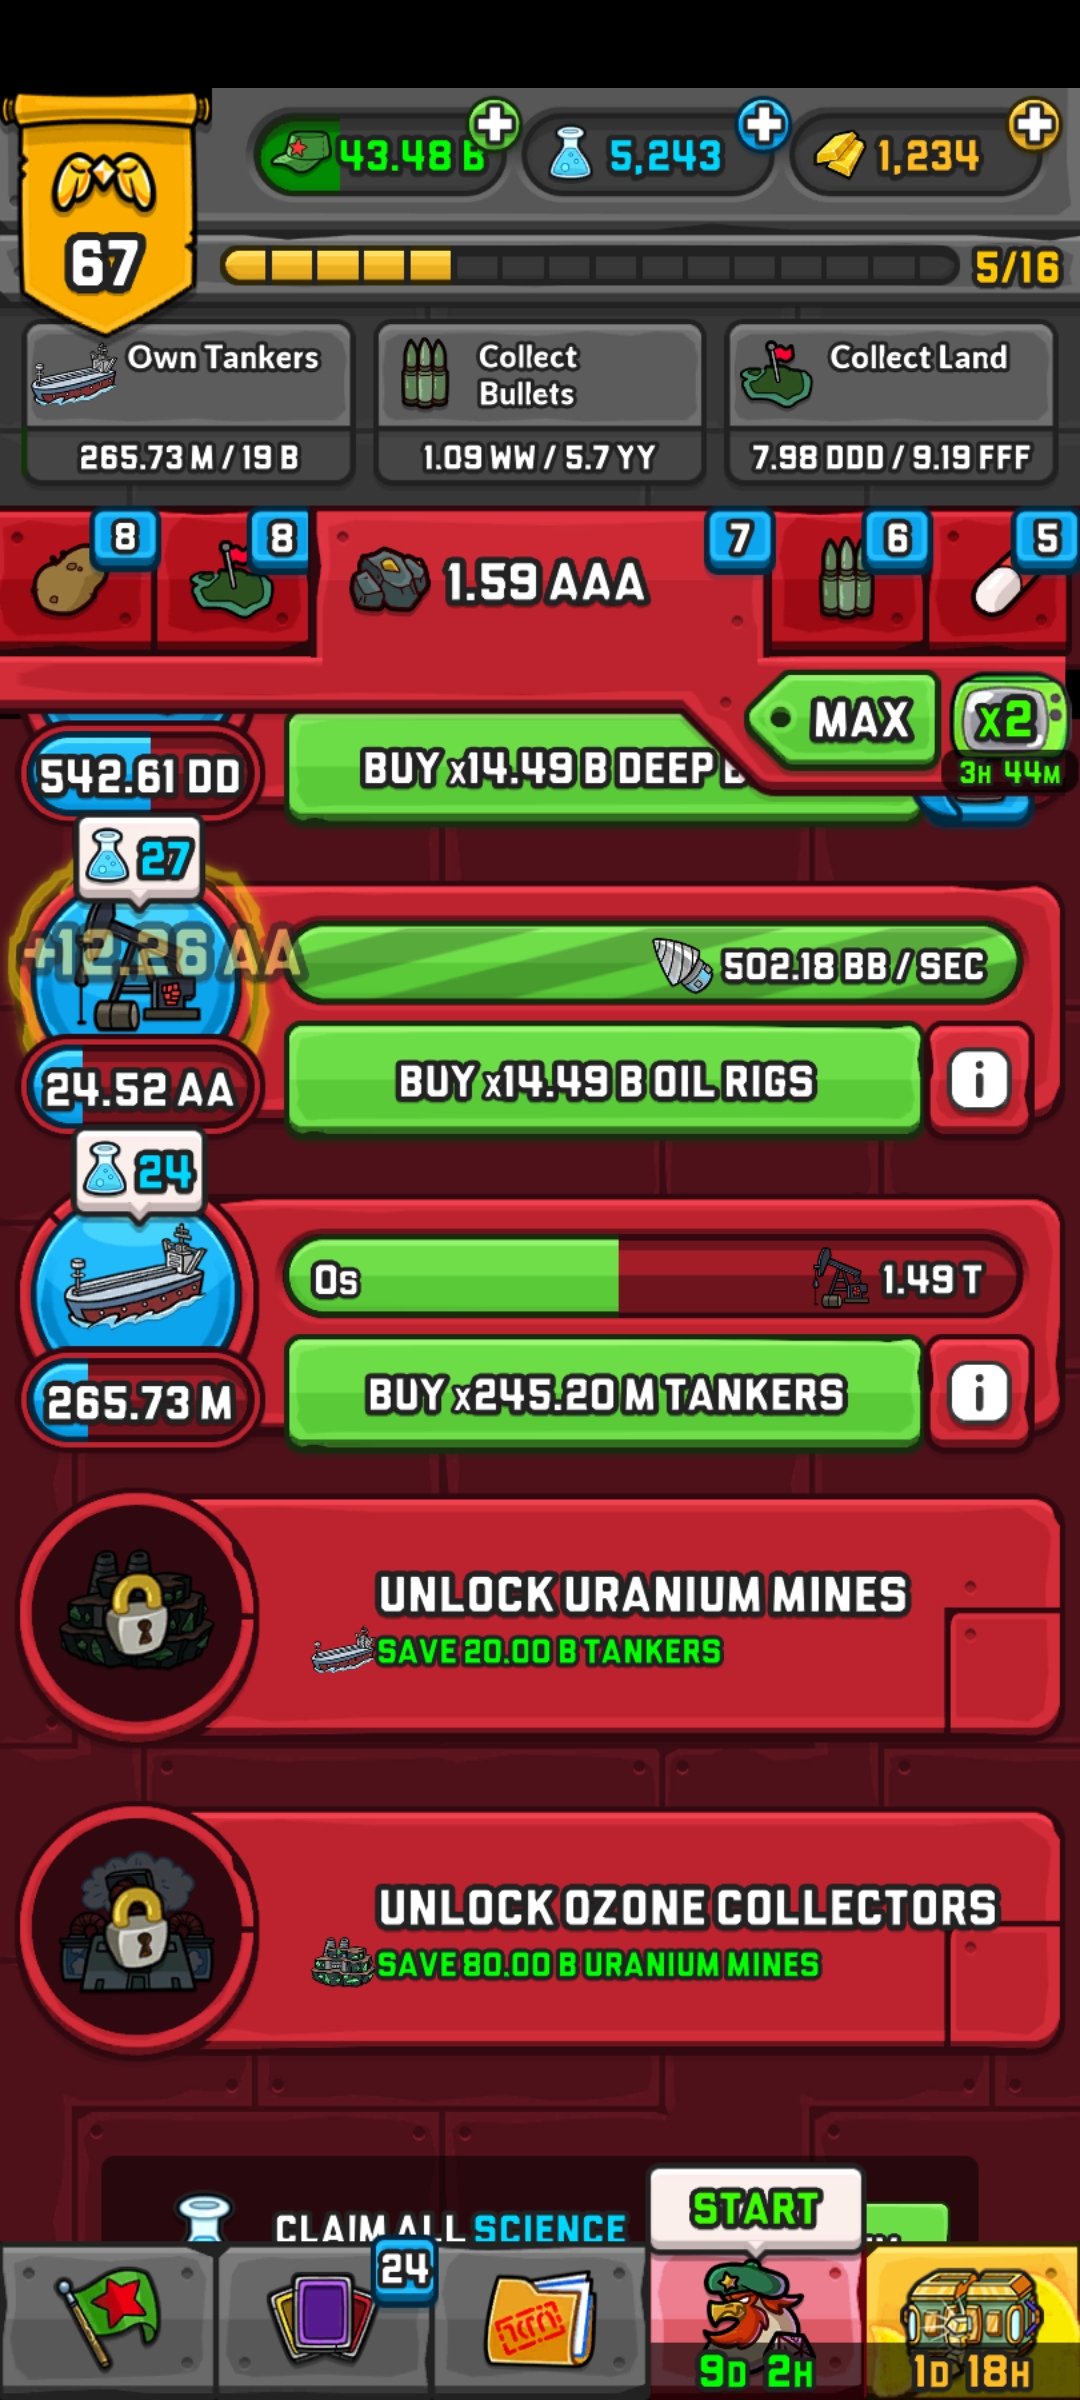 43.48 B
5,243
1,234
67
5/16
Own Tankers
265.73 M / 19 B
Collect
Bullets
1.09 WW / 5.7 YY
Collect Land
7.98 DDD / 9.19 FFF
8
8
1.59 AAA
7
6
5
MAX
x2
3H 44M
542.61 DD
BUY x14.49 B DEEP
27
+12.26 AA
502.18 BB / SEC
24.52 AA
BUY x14.49 B OIL RIGS
i
24
0s
1.49 T
265.73 M
BUY x245.20 M TANKERS
i
UNLOCK URANIUM MINES
SAVE 20.00 B TANKERS
UNLOCK OZONE COLLECTORS
SAVE 80.00 B URANIUM MINES
CLAIM ALL SCIENCE
START
24
9D 2H
1D 18H